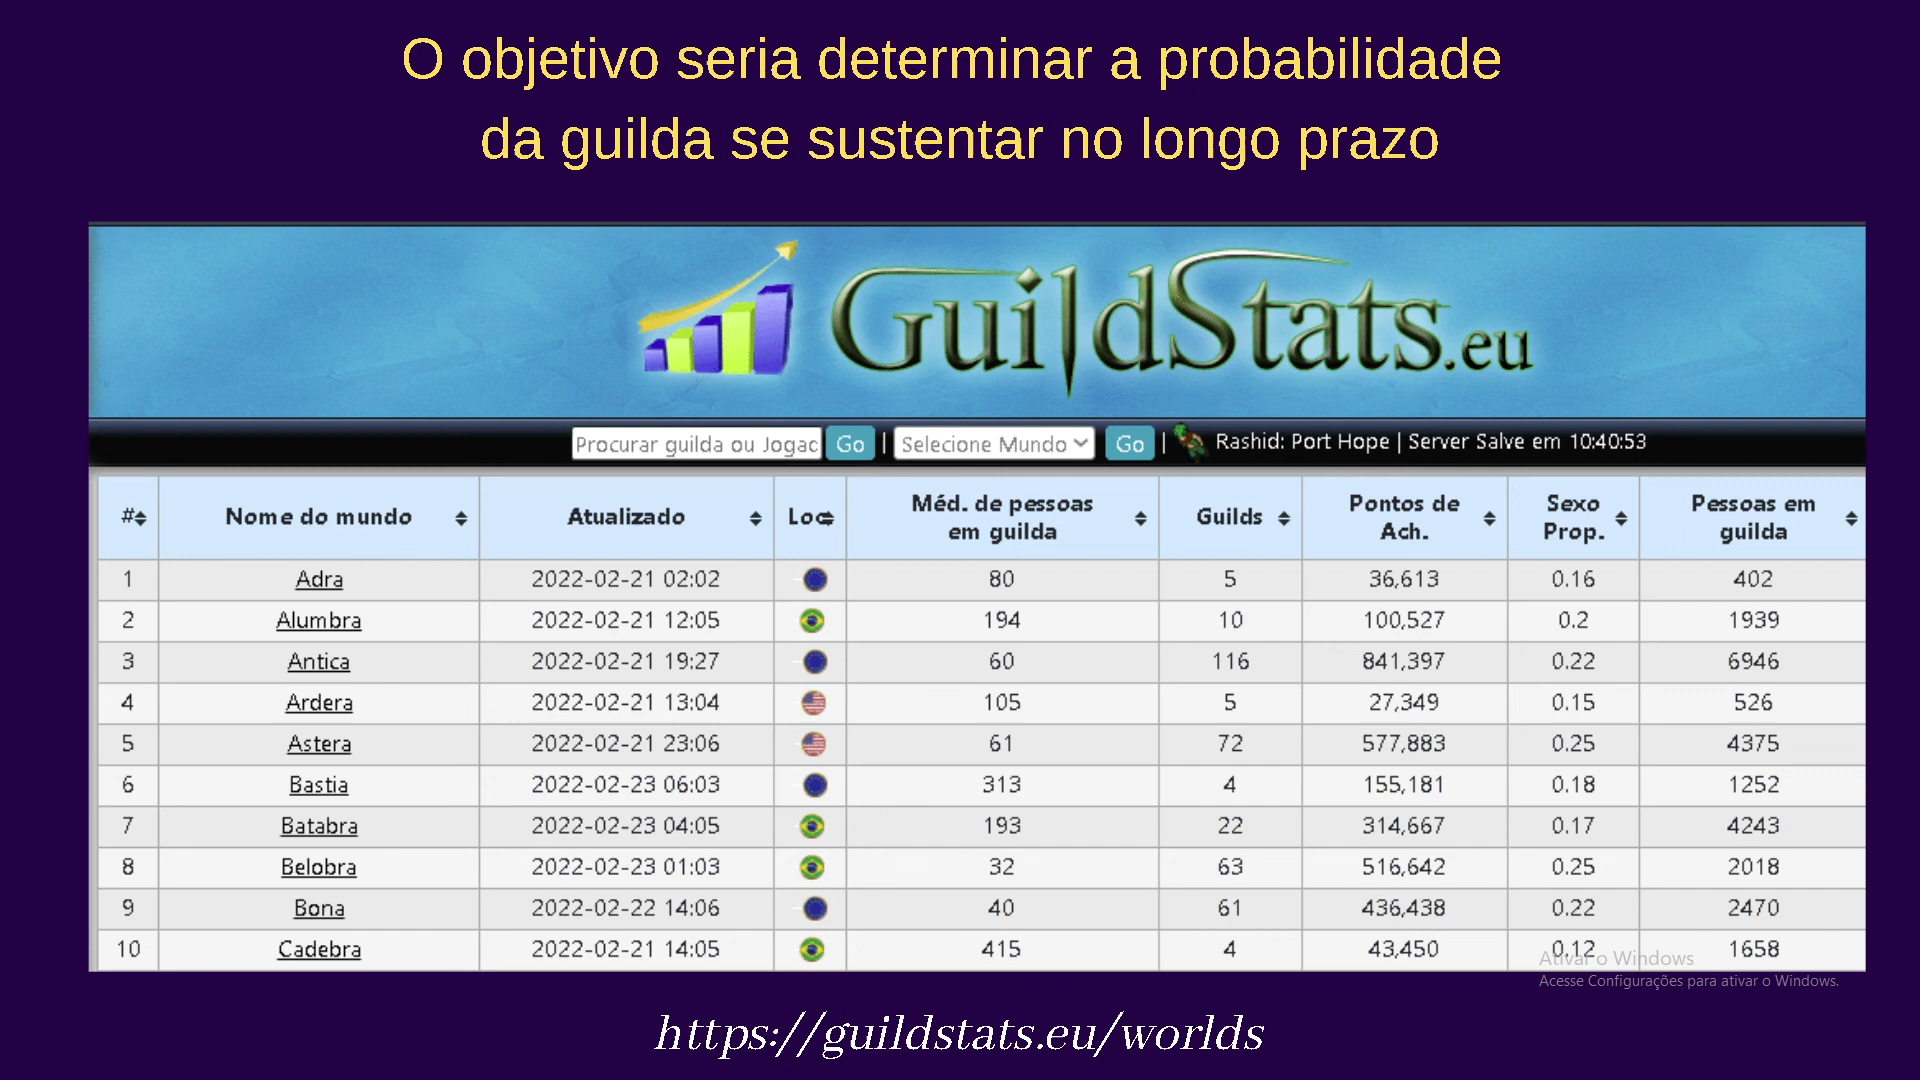 O objetivo seria determinar a probabilidade
da guilda se sustentar no longo prazo
GuildStats.eu
Procurar guilda ou Jogac Go | Selecione Mundo Go | Rashid: Port Hope | Server Salve em 10:40:53
# Nome do mundo Atualizado Loc Méd. de pessoas em guilda Guilds Pontos de Ach. Sexo Prop. Pessoas em guilda
1 Adra 2022-02-21 02:02 80 5 36,613 0.16 402
2 Alumbra 2022-02-21 12:05 194 10 100,527 0.2 1939
3 Antica 2022-02-21 19:27 60 116 841,397 0.22 6946
4 Ardera 2022-02-21 13:04 105 5 27,349 0.15 526
5 Astera 2022-02-21 23:06 61 72 577,883 0.25 4375
6 Bastia 2022-02-23 06:03 313 4 155,181 0.18 1252
7 Batabra 2022-02-23 04:05 193 22 314,667 0.17 4243
8 Belobra 2022-02-23 01:03 32 63 516,642 0.25 2018
9 Bona 2022-02-22 14:06 40 61 436,438 0.22 2470
10 Cadebra 2022-02-21 14:05 415 4 43,450 0.12 1658
Ativar o Windows
Acesse Configurações para ativar o Windows.
https://guildstats.eu/worlds